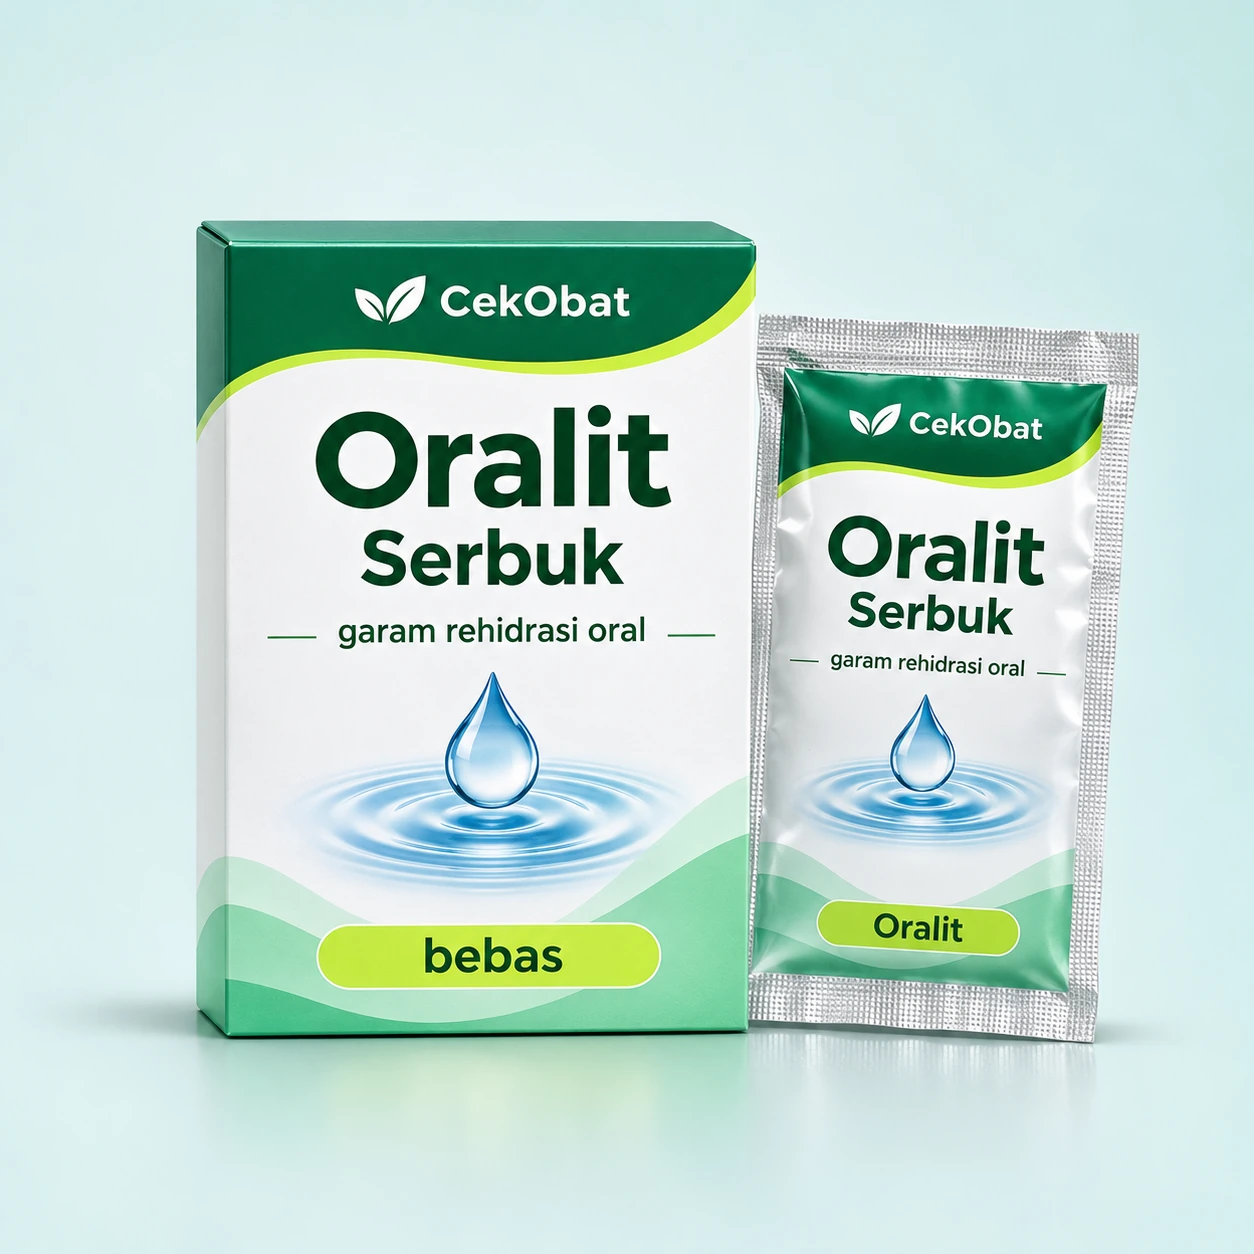 CekObat
Oralit
Serbuk
garam rehidrasi oral
bebas
CekObat
Oralit
Serbuk
garam rehidrasi oral
Oralit